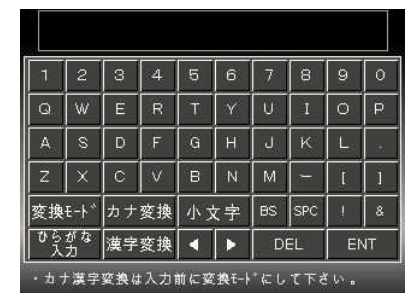 1 2 3 4 5 6 7 8 9 0
Q W E R T Y U I O P
A S D F G H J K L .
Z X C V B N M － [ ]
変換ﾓｰﾄﾞ カナ変換 小文字 BS SPC ! &
ひらがな入力 漢字変換 ◀ ▶ DEL ENT
・カナ漢字変換は入力前に変換ﾓｰﾄﾞにして下さい。